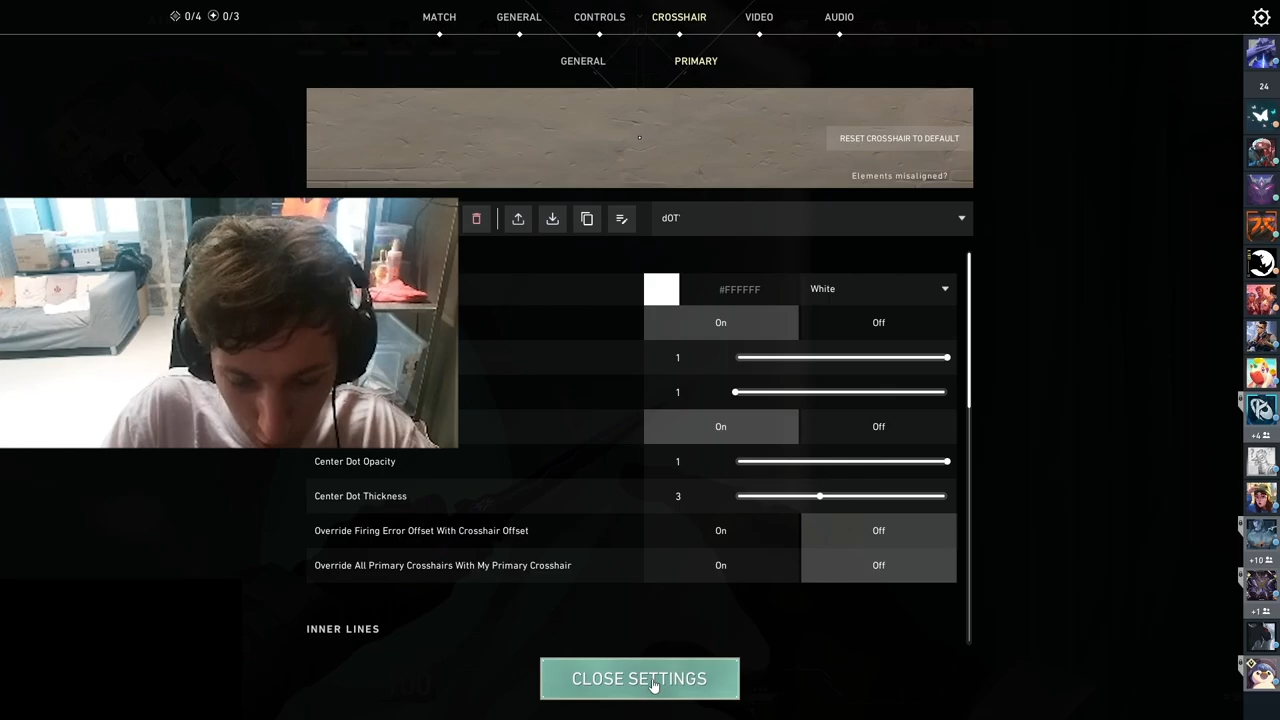 0/4 0/3 MATCH GENERAL CONTROLS CROSSHAIR VIDEO AUDIO
GENERAL PRIMARY
24
RESET CROSSHAIR TO DEFAULT
Elements misaligned?
dOT'
#FFFFFF White
On Off
1
1
On Off
+4
Center Dot Opacity 1
Center Dot Thickness 3
Override Firing Error Offset With Crosshair Offset On Off
+10
Override All Primary Crosshairs With My Primary Crosshair On Off
+1
INNER LINES
CLOSE SETTINGS